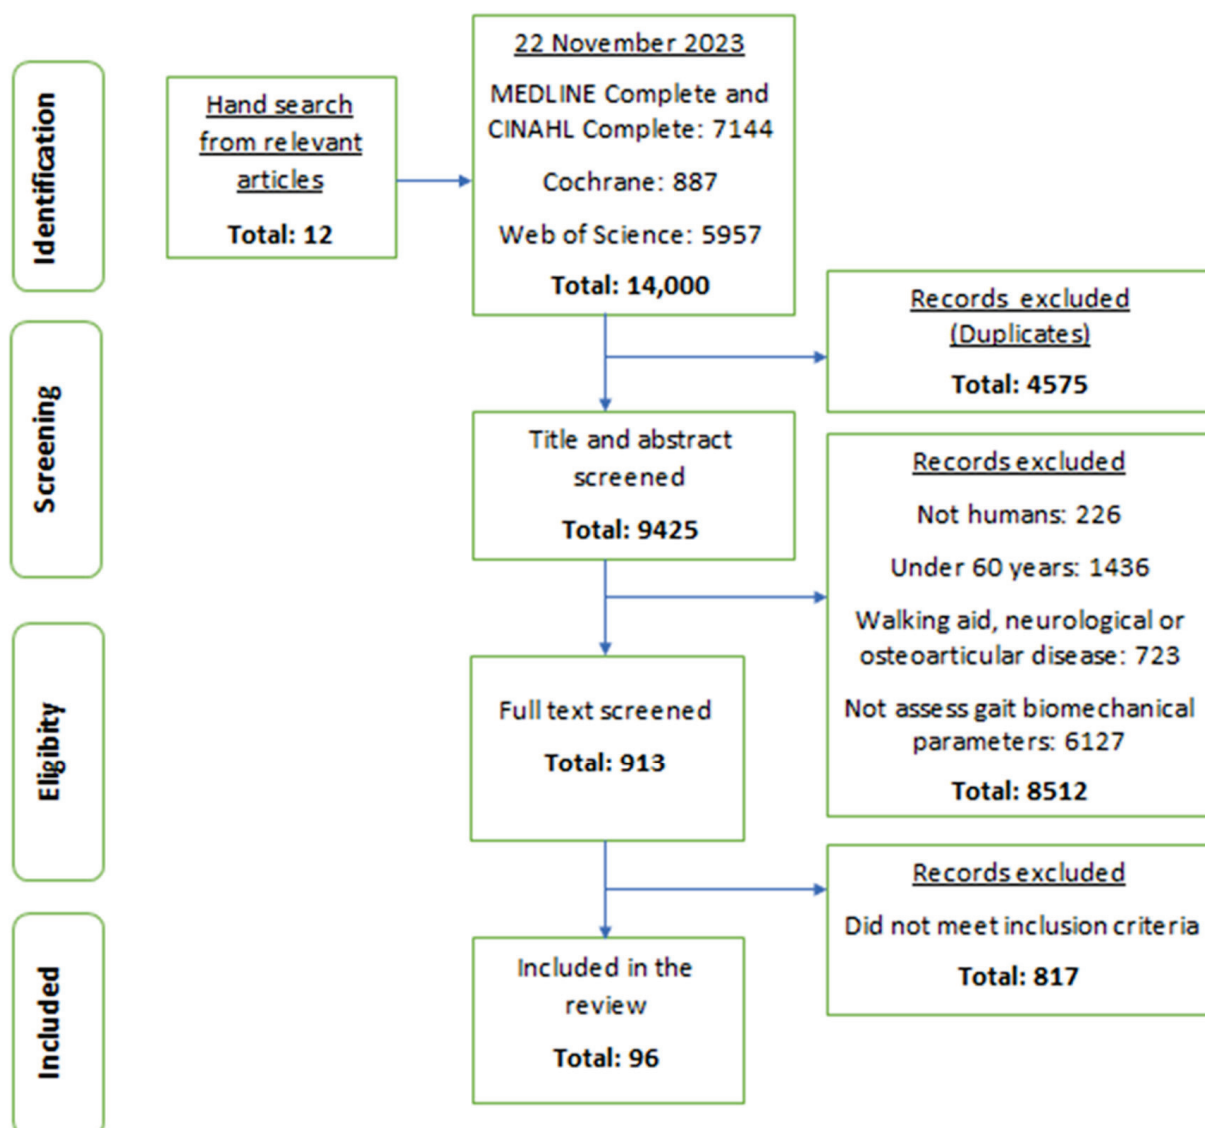 Identification
Hand search
from relevant
articles
Total: 12
22 November 2023
MEDLINE Complete and
CINAHL Complete: 7144
Cochrane: 887
Web of Science: 5957
Total: 14,000
Records excluded
(Duplicates)
Total: 4575
Screening
Title and abstract
screened
Total: 9425
Records excluded
Not humans: 226
Under 60 years: 1436
Walking aid, neurological or
osteoarticular disease: 723
Not assess gait biomechanical
parameters: 6127
Total: 8512
Eligibity
Full text screened
Total: 913
Records excluded
Did not meet inclusion criteria
Total: 817
Included
Included in the
review
Total: 96